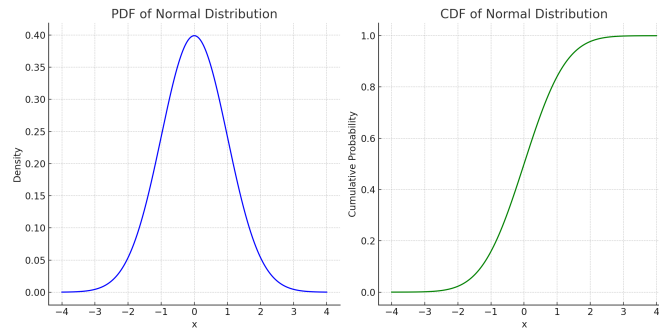 PDF of Normal Distribution
0.40
0.35
0.30
0.25
0.20
0.15
0.10
0.05
0.00
Density
−4 −3 −2 −1 0 1 2 3 4
x
CDF of Normal Distribution
1.0
0.8
0.6
0.4
0.2
0.0
Cumulative Probability
−4 −3 −2 −1 0 1 2 3 4
x